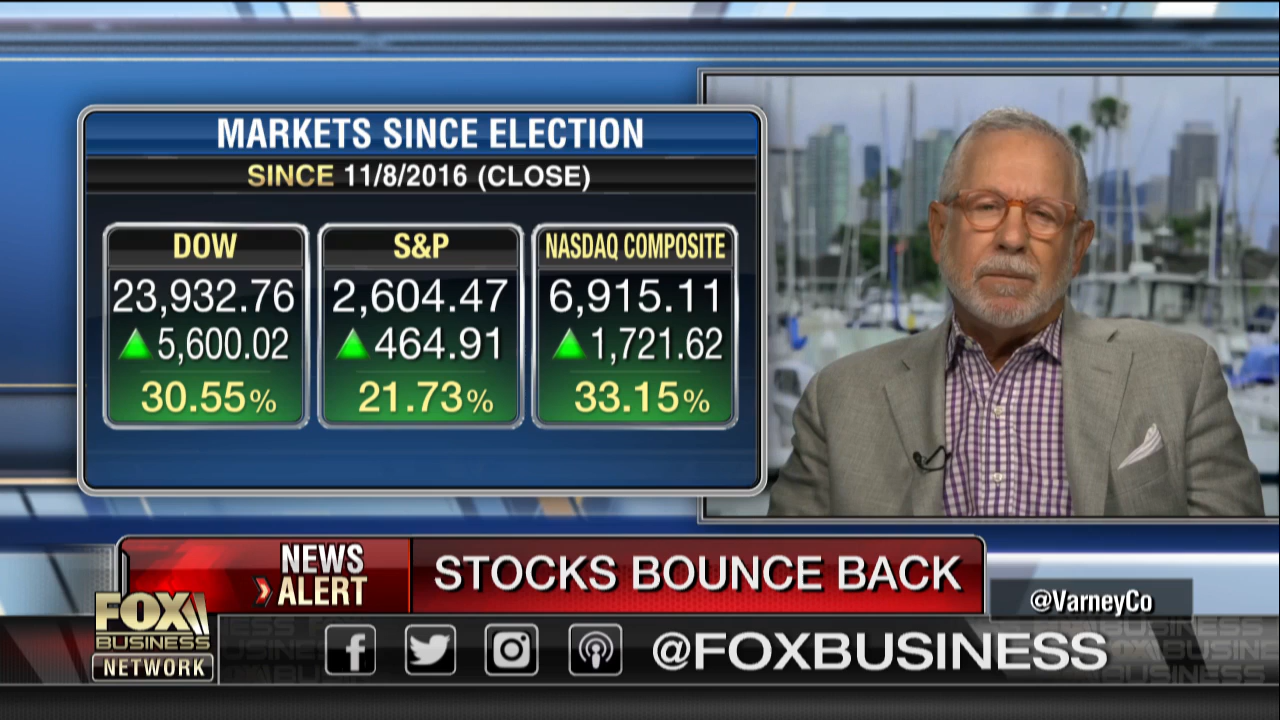 MARKETS SINCE ELECTION
SINCE 11/8/2016 (CLOSE)
DOW
23,932.76
5,600.02
30.55%
S&P
2,604.47
464.91
21.73%
NASDAQ COMPOSITE
6,915.11
1,721.62
33.15%
NEWS
ALERT
STOCKS BOUNCE BACK
@VarneyCo
FOX
BUSINESS
NETWORK
@FOXBUSINESS